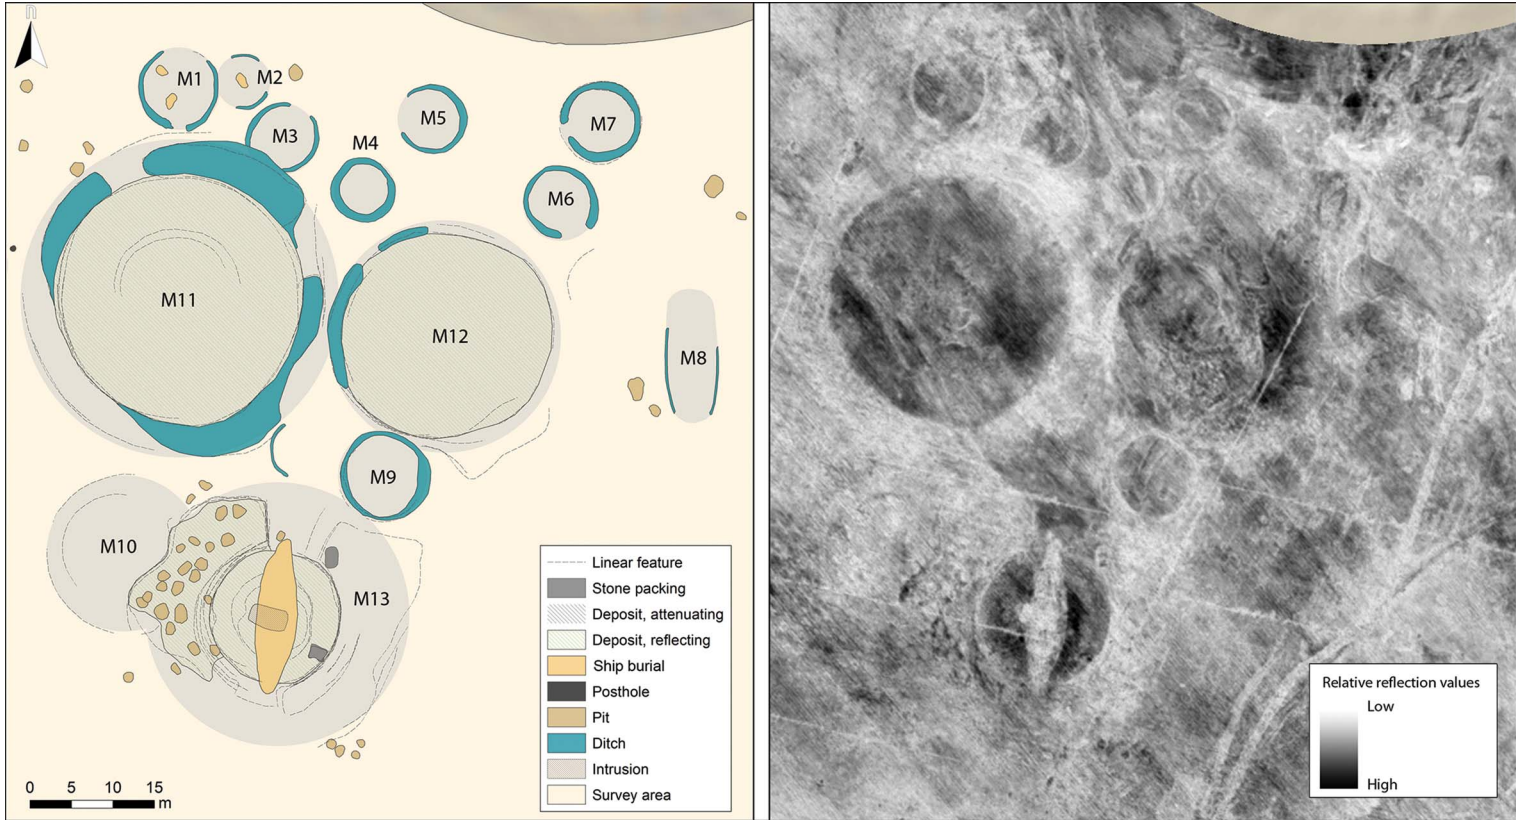 n
M1
M2
M3
M4
M5
M7
M6
M11
M12
M8
M9
M10
M13
Linear feature
Stone packing
Deposit, attenuating
Deposit, reflecting
Ship burial
Posthole
Pit
Ditch
Intrusion
Survey area
0 5 10 15
m
Relative reflection values
Low
High